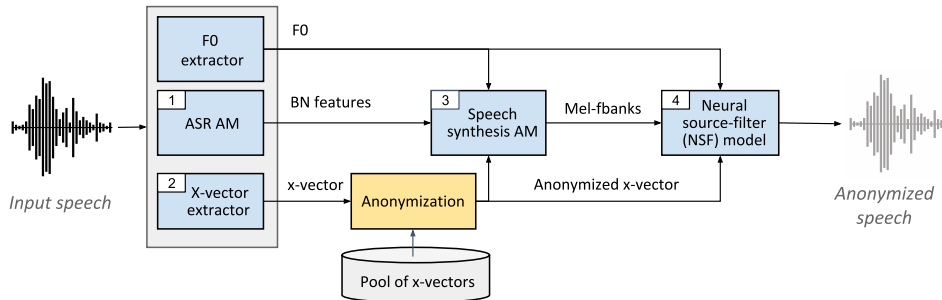 F0
F0
extractor
1
ASR AM
BN features
3
Speech
synthesis AM
Mel-fbanks
4
Neural
source-filter
(NSF) model
Input speech
2
X-vector
extractor
x-vector
Anonymization
Anonymized x-vector
Anonymized
speech
Pool of x-vectors